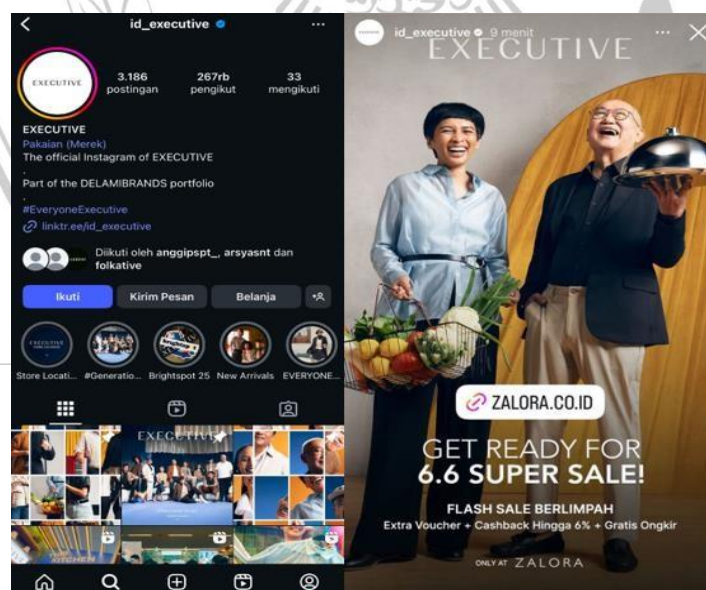 id_executive
EXECUTIVE
3.186
postingan
267rb
pengikut
33
mengikuti
EXECUTIVE
Pakaian (Merek)
The official Instagram of EXECUTIVE
.
Part of the DELAMIBRANDS portfolio
.
#EveryoneExecutive
linktr.ee/id_executive
Diikuti oleh anggipspt_, arsyasnt dan
folkative
Ikuti
Kirim Pesan
Belanja
Store Locati...
#Generatio...
Brightspot 25
New Arrivals
EVERYONE...
EXECUTIVE
id_executive 9 menit
EXECUTIVE
ZALORA.CO.ID
GET READY FOR
6.6 SUPER SALE!
FLASH SALE BERLIMPAH
Extra Voucher + Cashback Hingga 6% + Gratis Ongkir
ONLY AT ZALORA